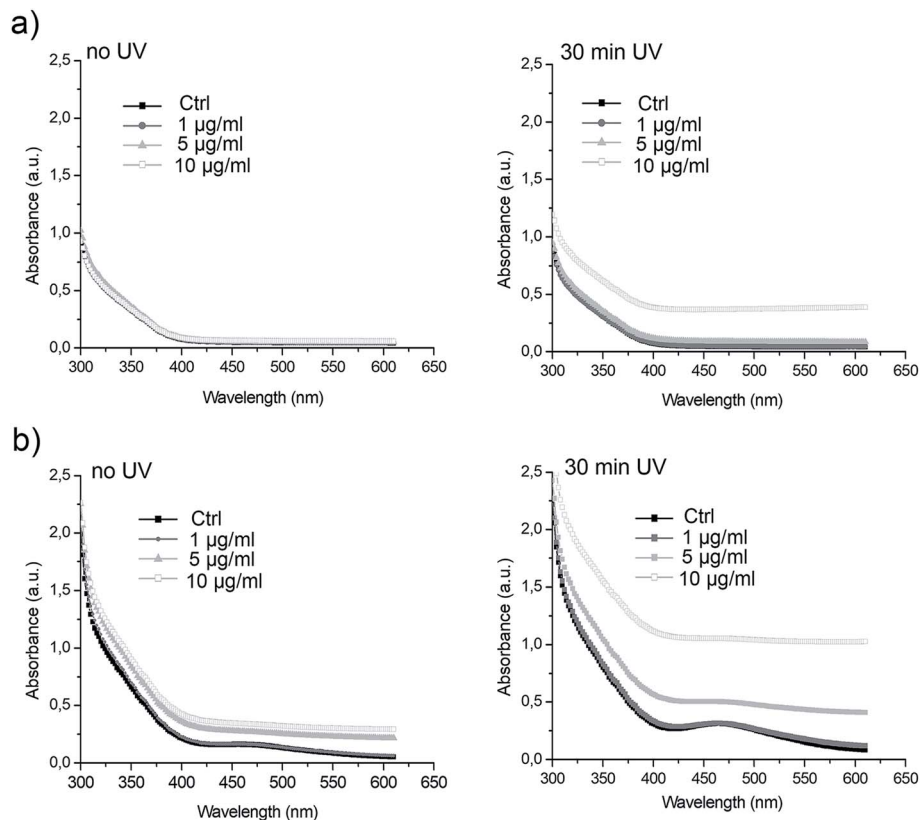 a)
no UV
2,5
2,0
1,5
1,0
0,5
0,0
Absorbance (a.u.)
Ctrl
1 µg/ml
5 µg/ml
10 µg/ml
300 350 400 450 500 550 600 650
Wavelength (nm)
30 min UV
2,5
2,0
1,5
1,0
0,5
0,0
Absorbance (a.u.)
Ctrl
1 µg/ml
5 µg/ml
10 µg/ml
300 350 400 450 500 550 600 650
Wavelength (nm)
b)
no UV
2,5
2,0
1,5
1,0
0,5
0,0
Absorbance (a.u.)
Ctrl
1 µg/ml
5 µg/ml
10 µg/ml
300 350 400 450 500 550 600 650
Wavelength (nm)
30 min UV
2,5
2,0
1,5
1,0
0,5
0,0
Absorbance (a.u.)
Ctrl
1 µg/ml
5 µg/ml
10 µg/ml
300 350 400 450 500 550 600 650
Wavelength (nm)